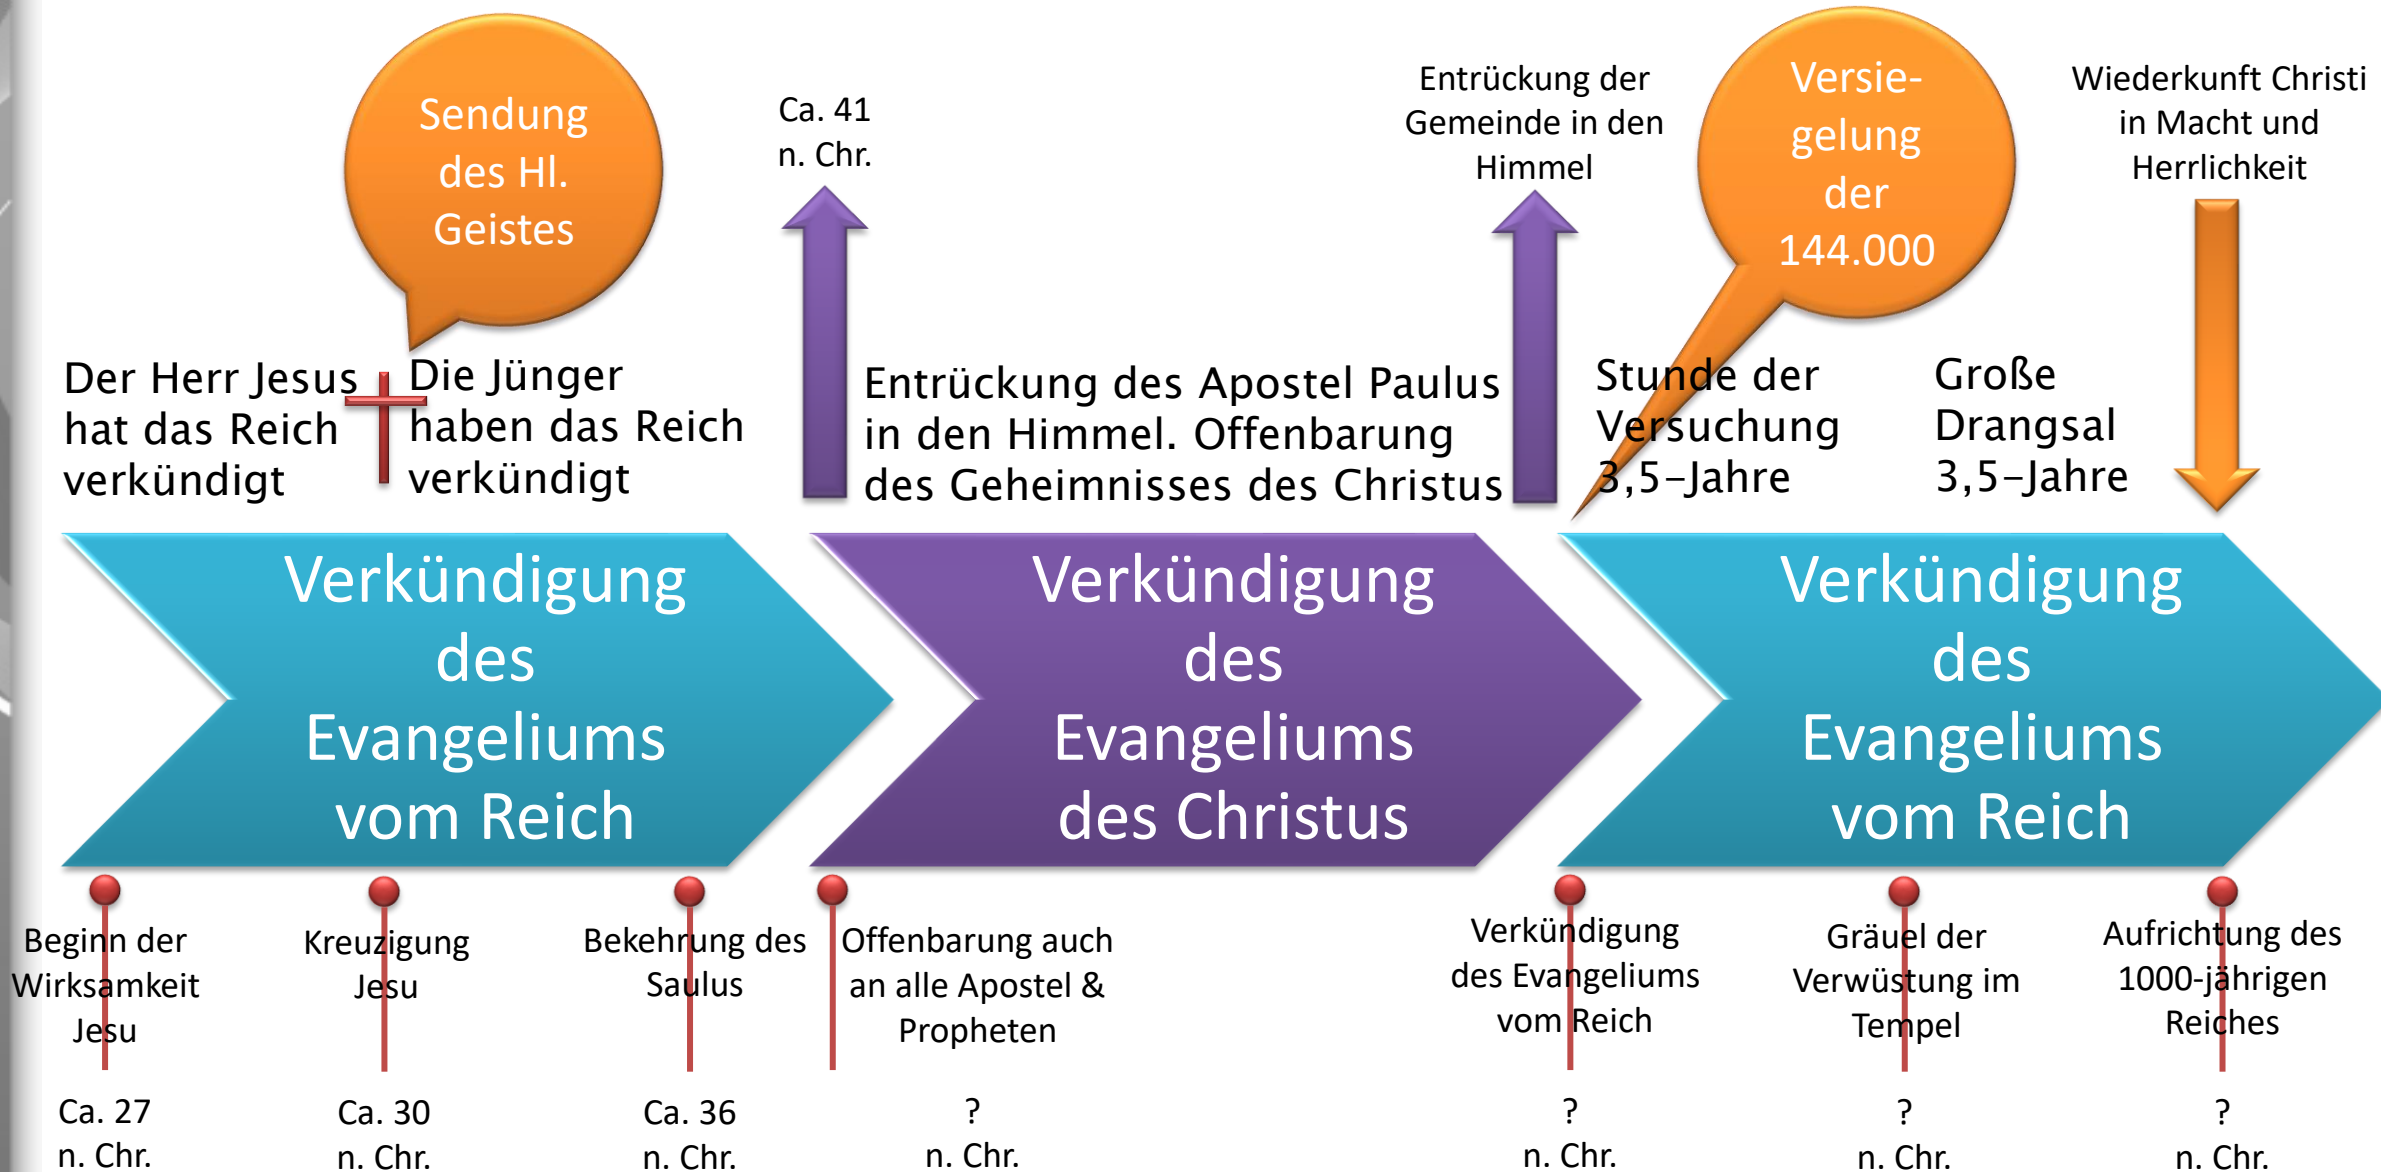 Sendung
des Hl.
Geistes
Ca. 41
n. Chr.
Entrückung der
Gemeinde in den
Himmel
Versie-
gelung
der
144.000
Wiederkunft Christi
in Macht und
Herrlichkeit
Der Herr Jesus
hat das Reich
verkündigt
Die Jünger
haben das Reich
verkündigt
Entrückung des Apostel Paulus
in den Himmel. Offenbarung
des Geheimnisses des Christus
Stunde der
Versuchung
3,5-Jahre
Große
Drangsal
3,5-Jahre
Verkündigung
des
Evangeliums
vom Reich
Verkündigung
des
Evangeliums
des Christus
Verkündigung
des
Evangeliums
vom Reich
Beginn der
Wirksamkeit
Jesu
Kreuzigung
Jesu
Bekehrung des
Saulus
Offenbarung auch
an alle Apostel &
Propheten
Verkündigung
des Evangeliums
vom Reich
Gräuel der
Verwüstung im
Tempel
Aufrichtung des
1000-jährigen
Reiches
Ca. 27
n. Chr.
Ca. 30
n. Chr.
Ca. 36
n. Chr.
?
n. Chr.
?
n. Chr.
?
n. Chr.
?
n. Chr.